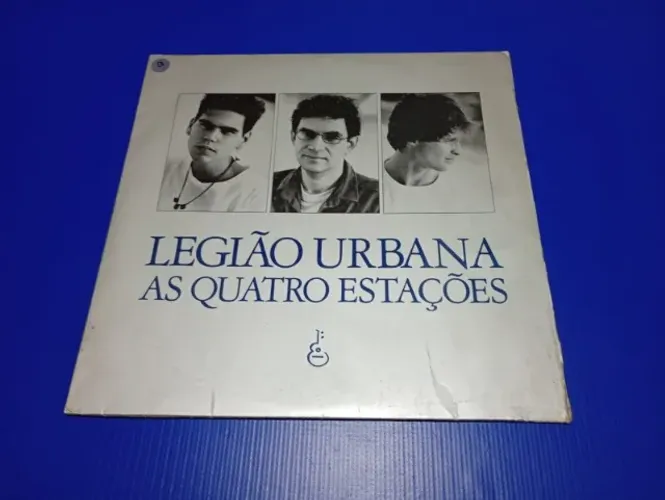 LEGIÃO URBANA
AS QUATRO ESTAÇÕES